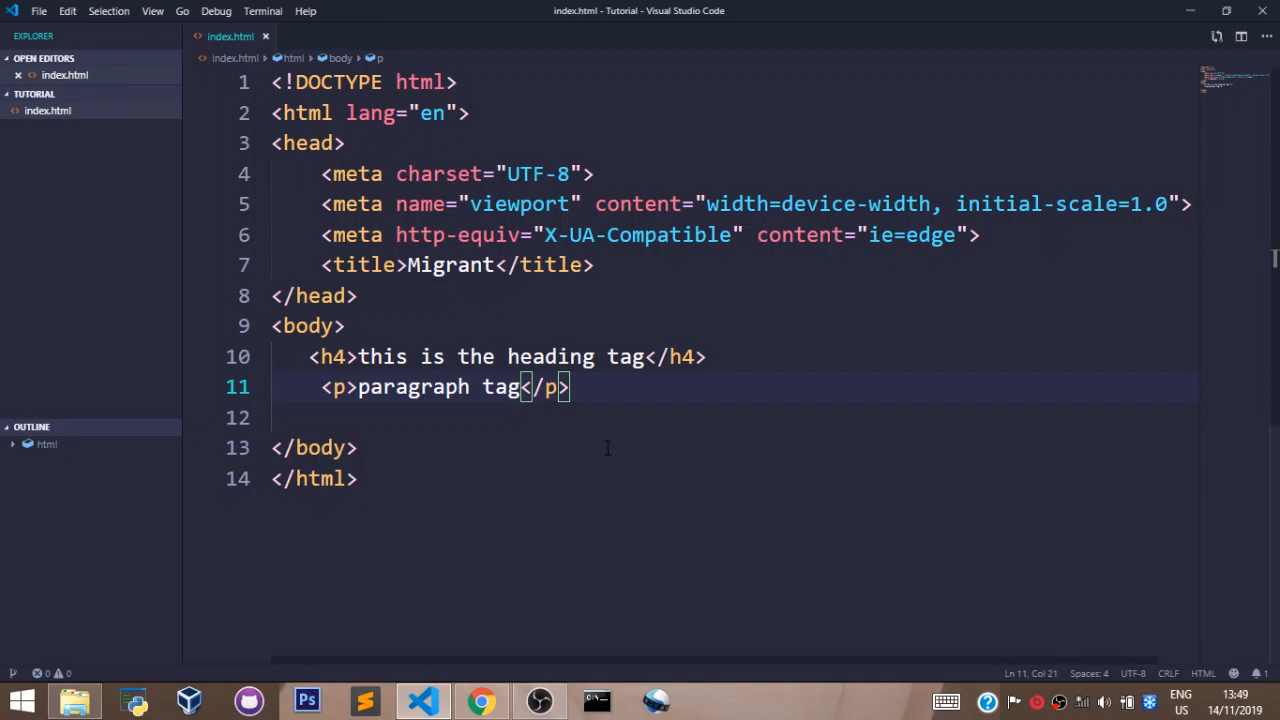 File Edit Selection View Go Debug Terminal Help
index.html - Tutorial - Visual Studio Code
EXPLORER
OPEN EDITORS
index.html
TUTORIAL
index.html
OUTLINE
html
index.html
index.html html body p
1 <!DOCTYPE html>
2 <html lang="en">
3 <head>
4 <meta charset="UTF-8">
5 <meta name="viewport" content="width=device-width, initial-scale=1.0">
6 <meta http-equiv="X-UA-Compatible" content="ie=edge">
7 <title>Migrant</title>
8 </head>
9 <body>
10 <h4>this is the heading tag</h4>
11 <p>paragraph tag</p>
12
13 </body>
14 </html>
0 0
Ln 11, Col 21 Spaces: 4 UTF-8 CRLF HTML 1
Ps
ENG
US
13:49
14/11/2019